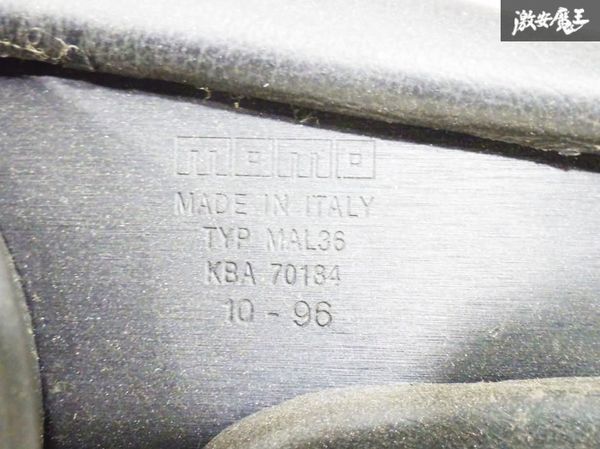 激安魔王
momo
MADE IN ITALY
TYP MAL36
KBA 70184
10 - 96